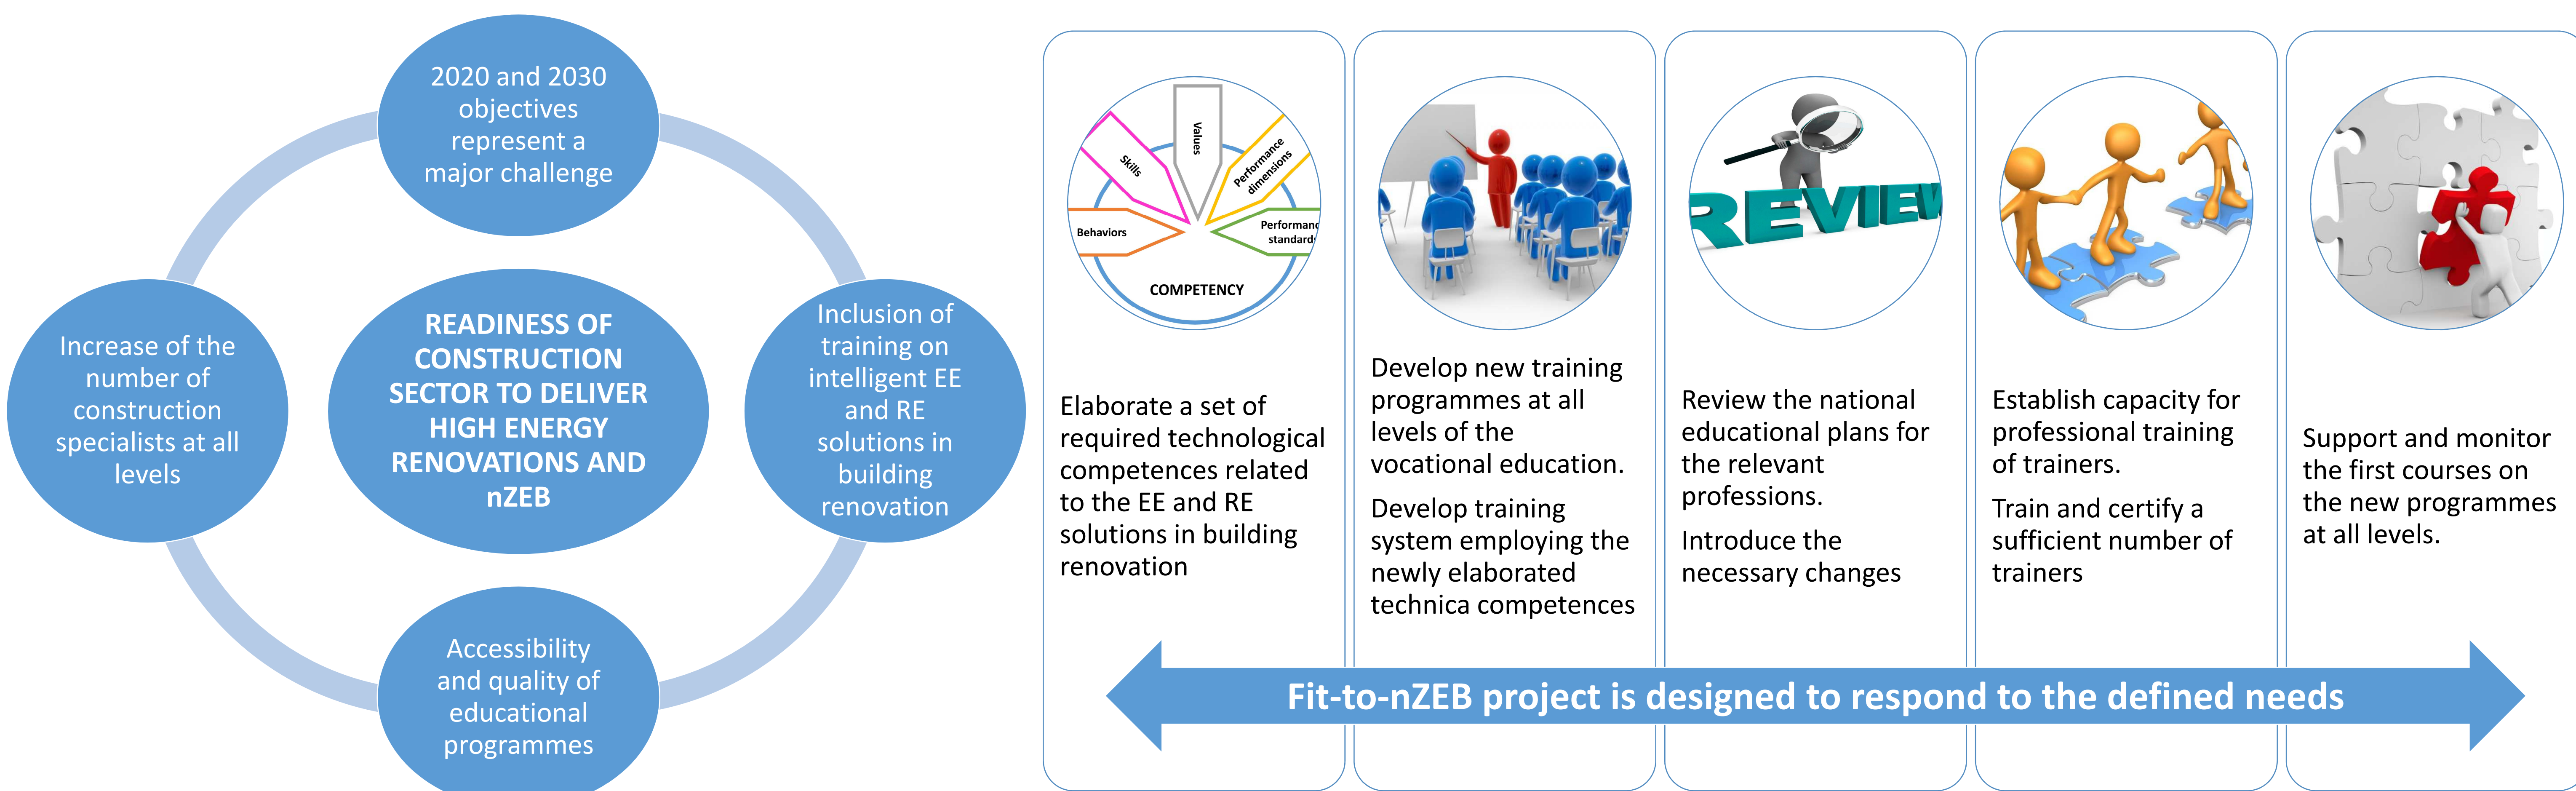 2020 and 2030
objectives
represent a
major challenge
Increase of the
number of
construction
specialists at all
levels
READINESS OF
CONSTRUCTION
SECTOR TO DELIVER
HIGH ENERGY
RENOVATIONS AND
nZEB
Inclusion of
training on
intelligent EE
and RE
solutions in
building
renovation
Accessibility
and quality of
educational
programmes
Values
Skills
Performance
dimensions
Behaviors
Performanc
standards
COMPETENCY
Elaborate a set of
required technological
competences related
to the EE and RE
solutions in building
renovation
Develop new training
programmes at all
levels of the
vocational education.
Develop training
system employing the
newly elaborated
technica competences
REVIEW
Review the national
educational plans for
the relevant
professions.
Introduce the
necessary changes
Establish capacity for
professional training
of trainers.
Train and certify a
sufficient number of
trainers
Support and monitor
the first courses on
the new programmes
at all levels.
Fit-to-nZEB project is designed to respond to the defined needs